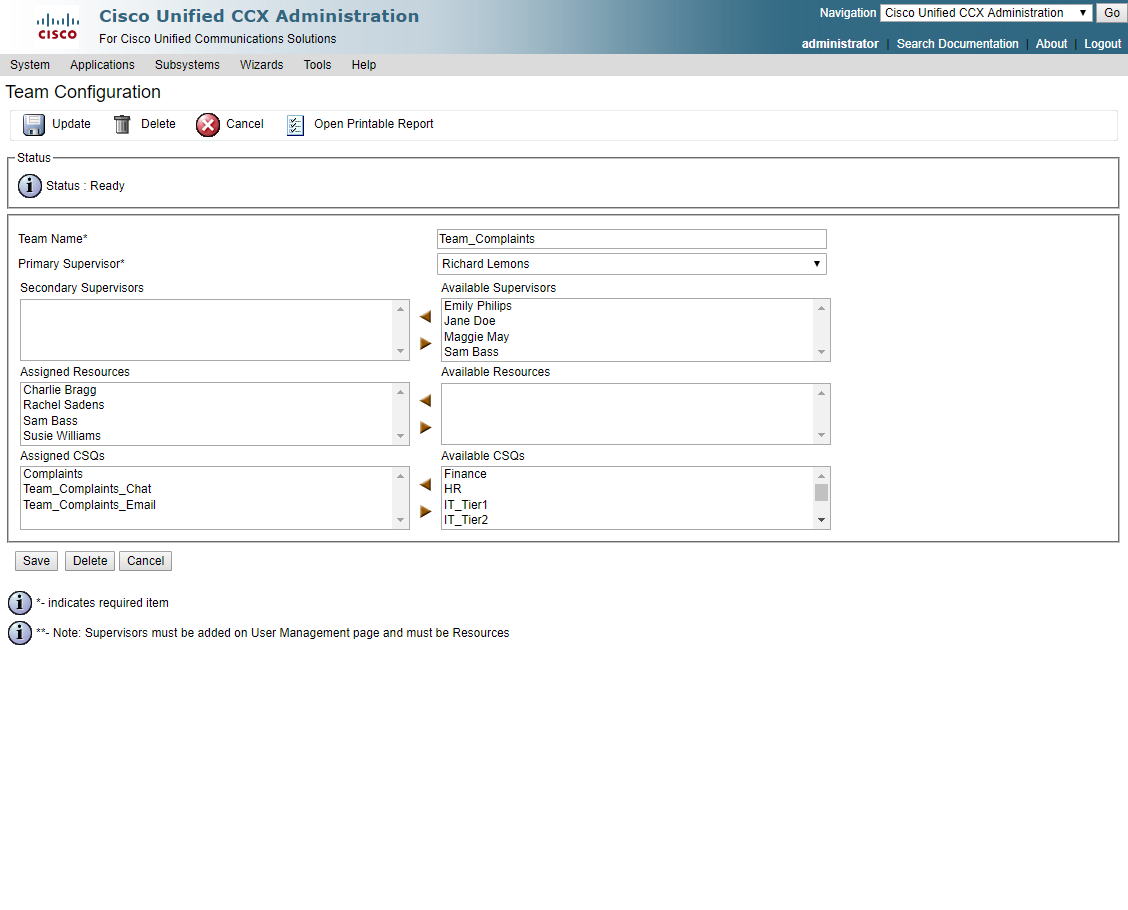 Cisco Unified CCX Administration
For Cisco Unified Communications Solutions
CISCO
Navigation Cisco Unified CCX Administration Go
administrator | Search Documentation | About | Logout
System Applications Subsystems Wizards Tools Help
Team Configuration
Update Delete Cancel Open Printable Report
Status
Status : Ready
Team Name* Team_Complaints
Primary Supervisor* Richard Lemons
Secondary Supervisors
Available Supervisors
Emily Philips
Jane Doe
Maggie May
Sam Bass
Assigned Resources
Charlie Bragg
Rachel Sadens
Sam Bass
Susie Williams
Available Resources
Assigned CSQs
Complaints
Team_Complaints_Chat
Team_Complaints_Email
Available CSQs
Finance
HR
IT_Tier1
IT_Tier2
Save Delete Cancel
*- indicates required item
**- Note: Supervisors must be added on User Management page and must be Resources